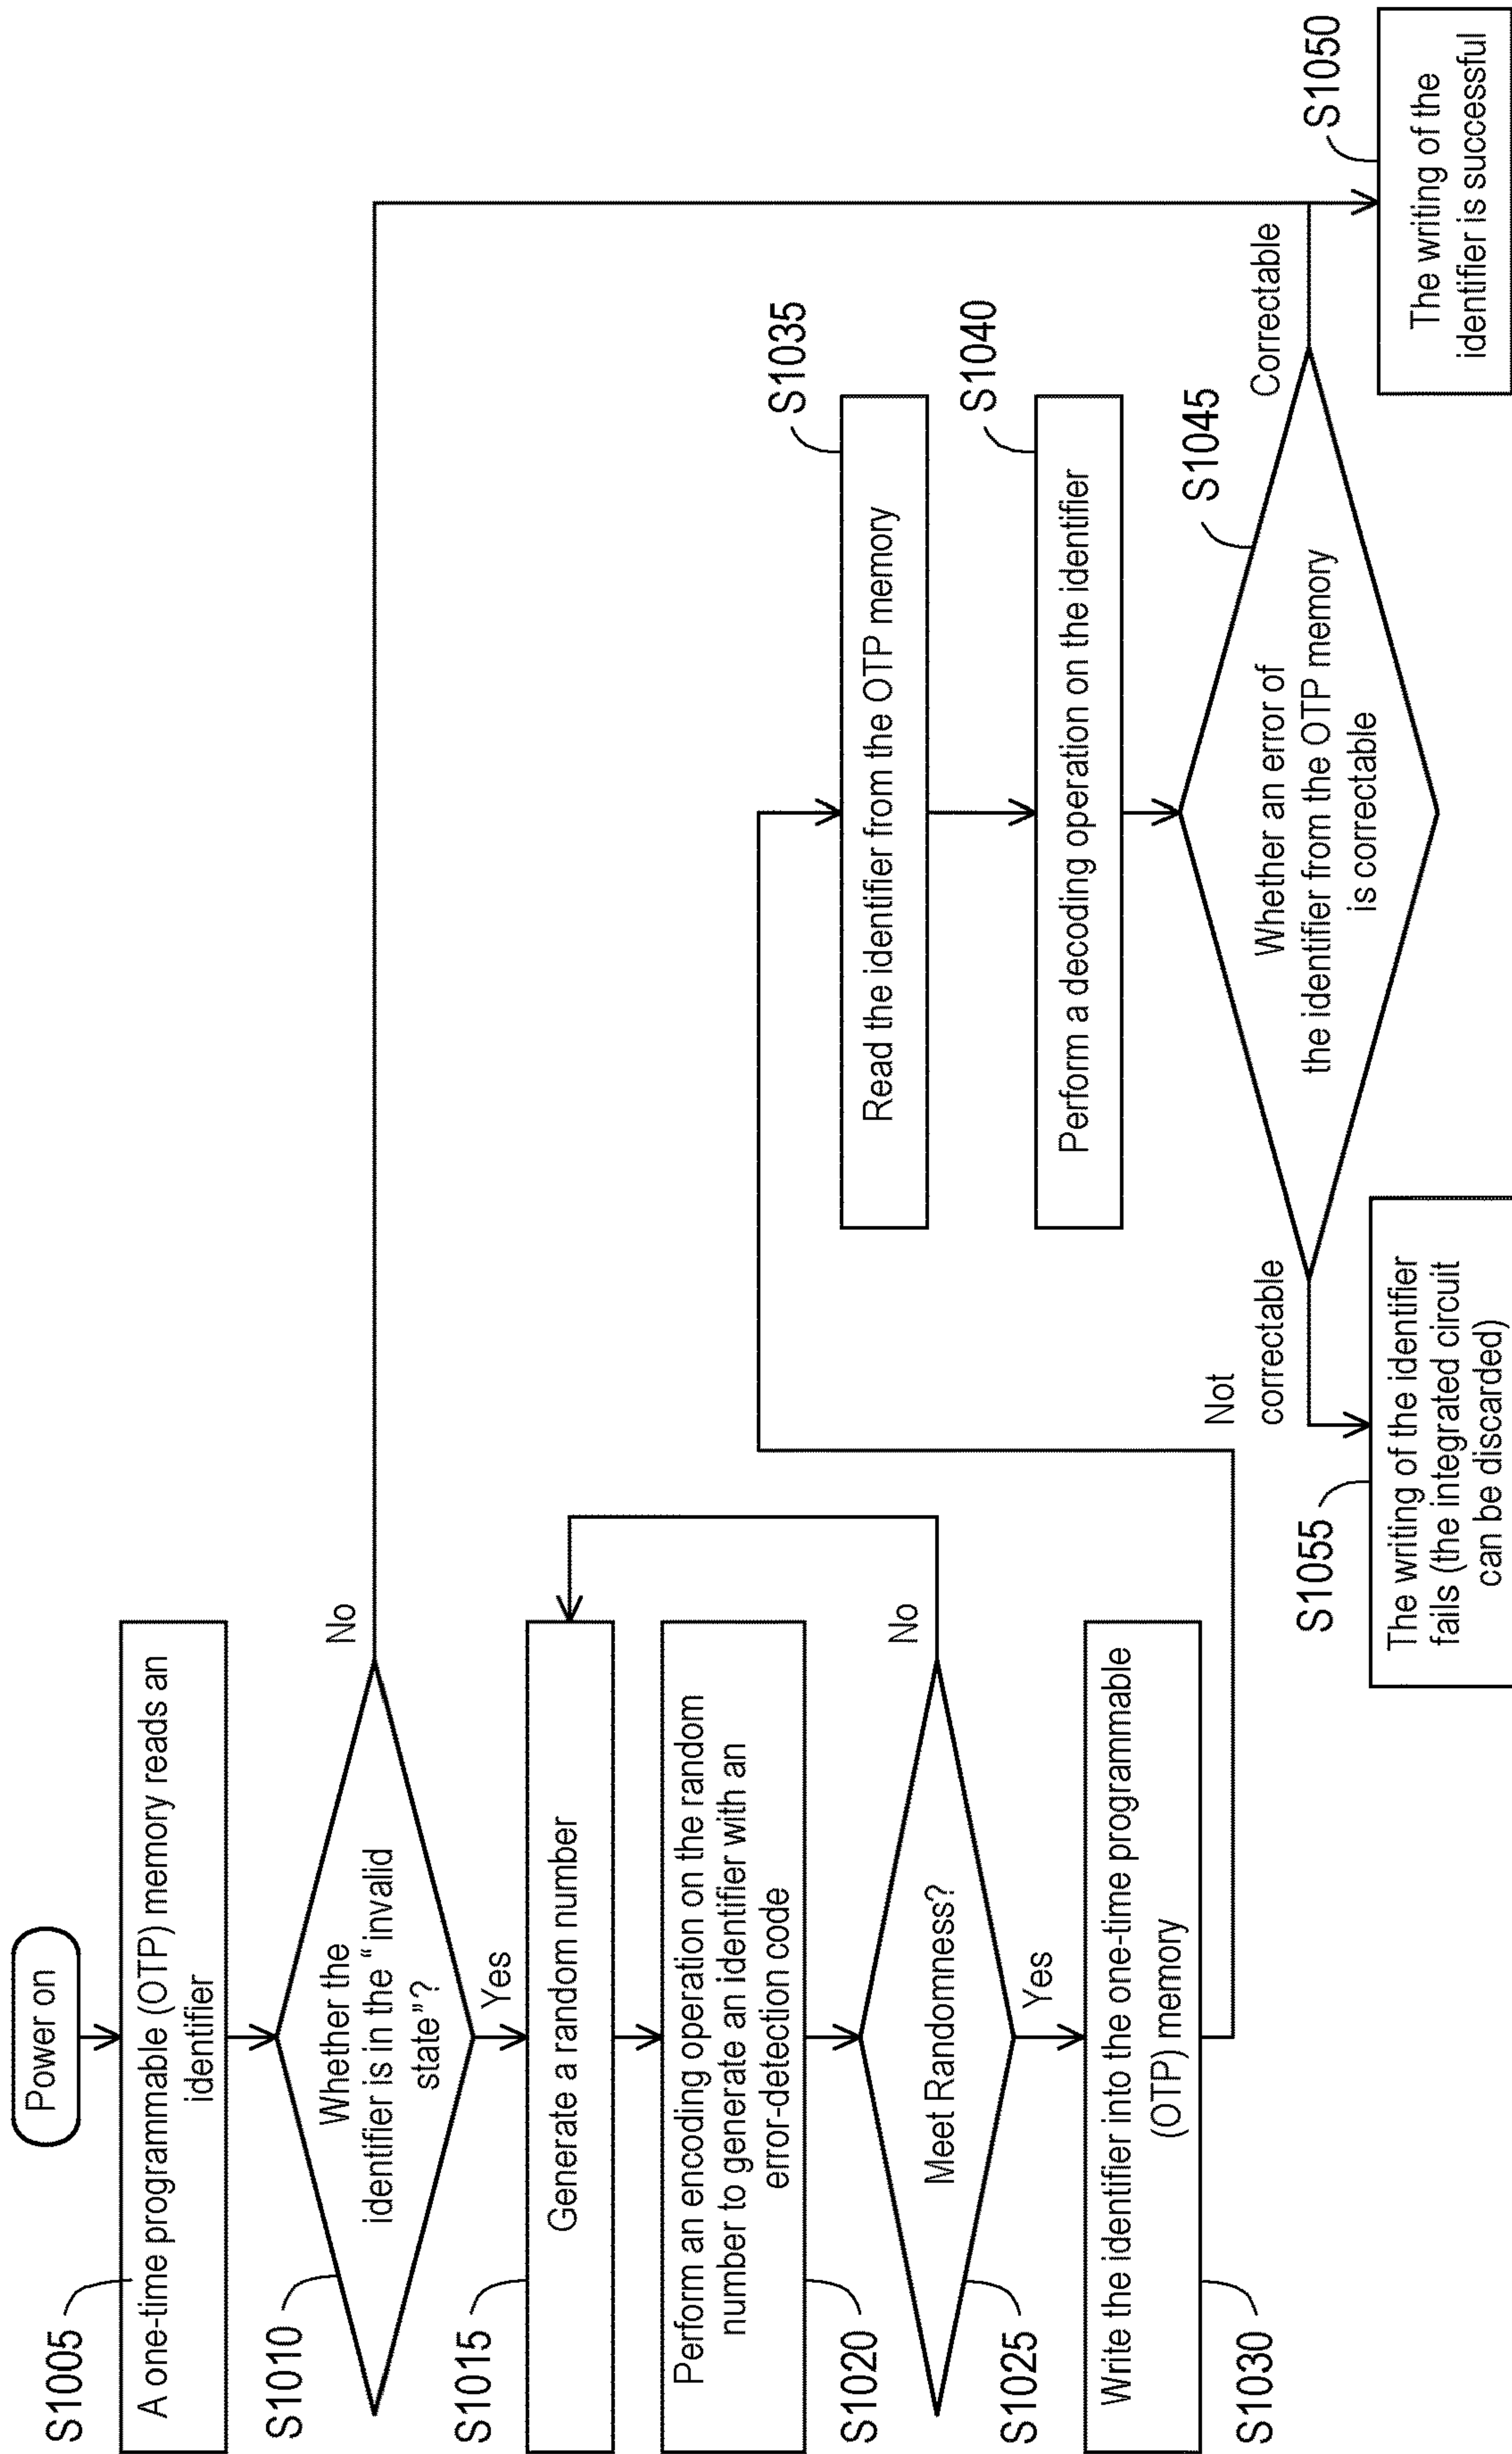 Power on
S1005
A one-time programmable (OTP) memory reads an
identifier
S1010
Whether the
identifier is in the “ invalid
state”?
No
Yes
S1015
Generate a random number
S1020
Perform an encoding operation on the random
number to generate an identifier with an
error-detection code
S1025
Meet Randomness?
No
Yes
S1030
Write the identifier into the one-time programmable
(OTP) memory
S1035
Read the identifier from the OTP memory
S1040
Perform a decoding operation on the identifier
S1045
Whether an error of
the identifier from the OTP memory
is correctable
Not
correctable
Correctable
S1055
The writing of the identifier
fails (the integrated circuit
can be discarded)
S1050
The writing of the
identifier is successful